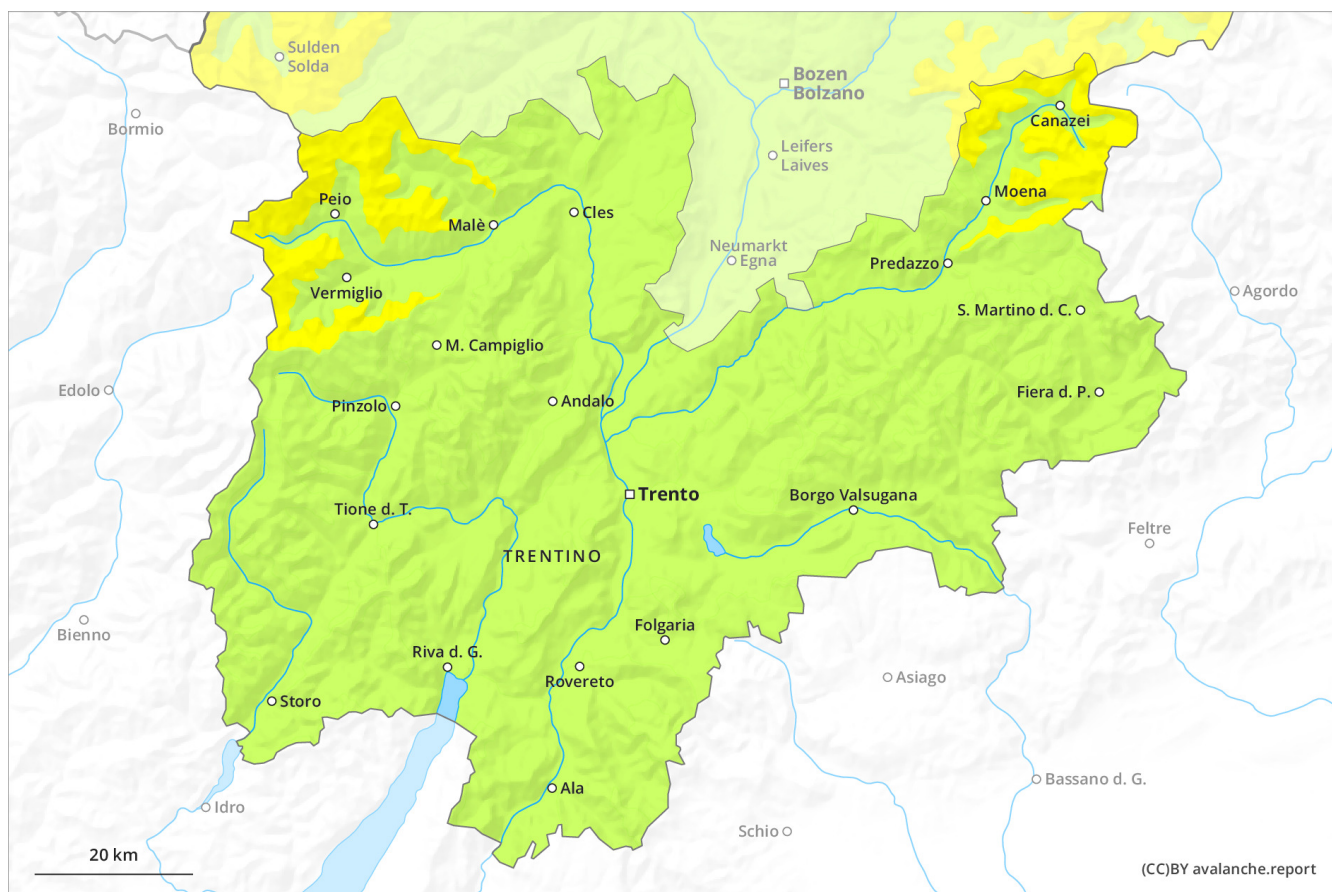 Sulden
Solda
Bozen
Bolzano
Bormio
Canazei
Leifers
Laives
Peio
Moena
Malè
Cles
Neumarkt
Egna
Predazzo
Vermiglio
Agordo
S. Martino d. C.
M. Campiglio
Edolo
Andalo
Fiera d. P.
Pinzolo
Trento
Borgo Valsugana
Tione d. T.
Feltre
TRENTINO
Bienno
Folgaria
Riva d. G.
Asiago
Rovereto
Storo
Bassano d. G.
Ala
Idro
Schio
20 km
(CC)BY avalanche.report